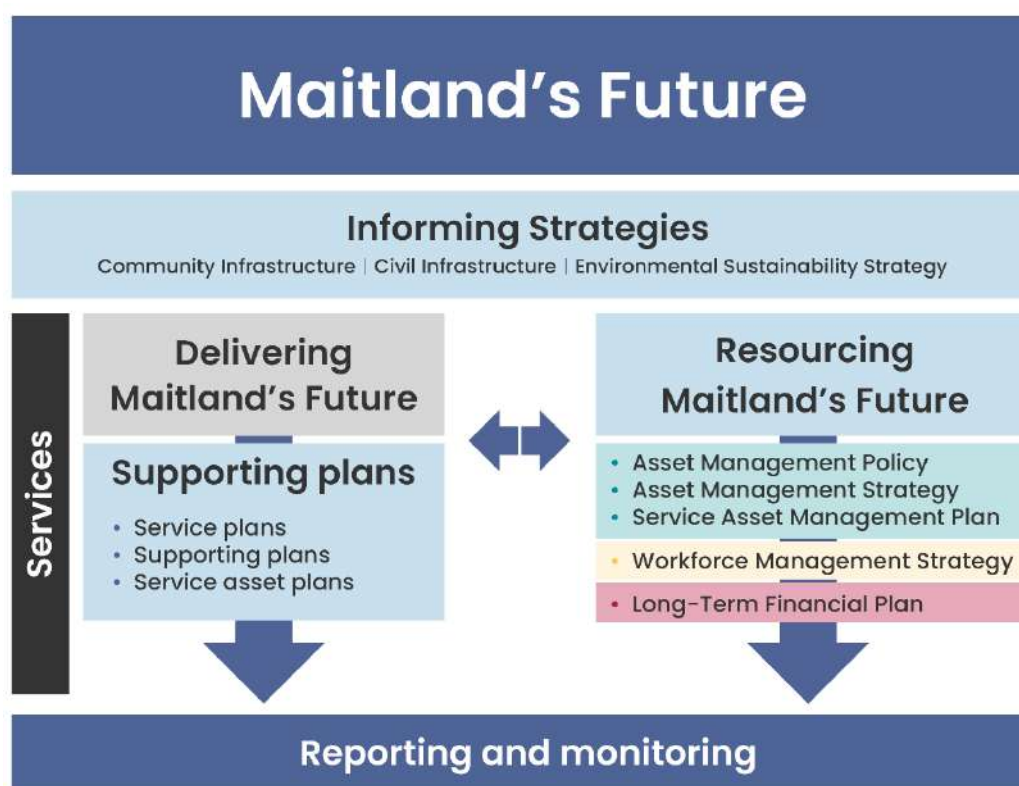 Maitland's Future
Informing Strategies
Community Infrastructure | Civil Infrastructure | Environmental Sustainability Strategy
Services
Delivering
Maitland's Future
Supporting plans
• Service plans
• Supporting plans
• Service asset plans
Resourcing
Maitland's Future
• Asset Management Policy
• Asset Management Strategy
• Service Asset Management Plan
• Workforce Management Strategy
• Long-Term Financial Plan
Reporting and monitoring